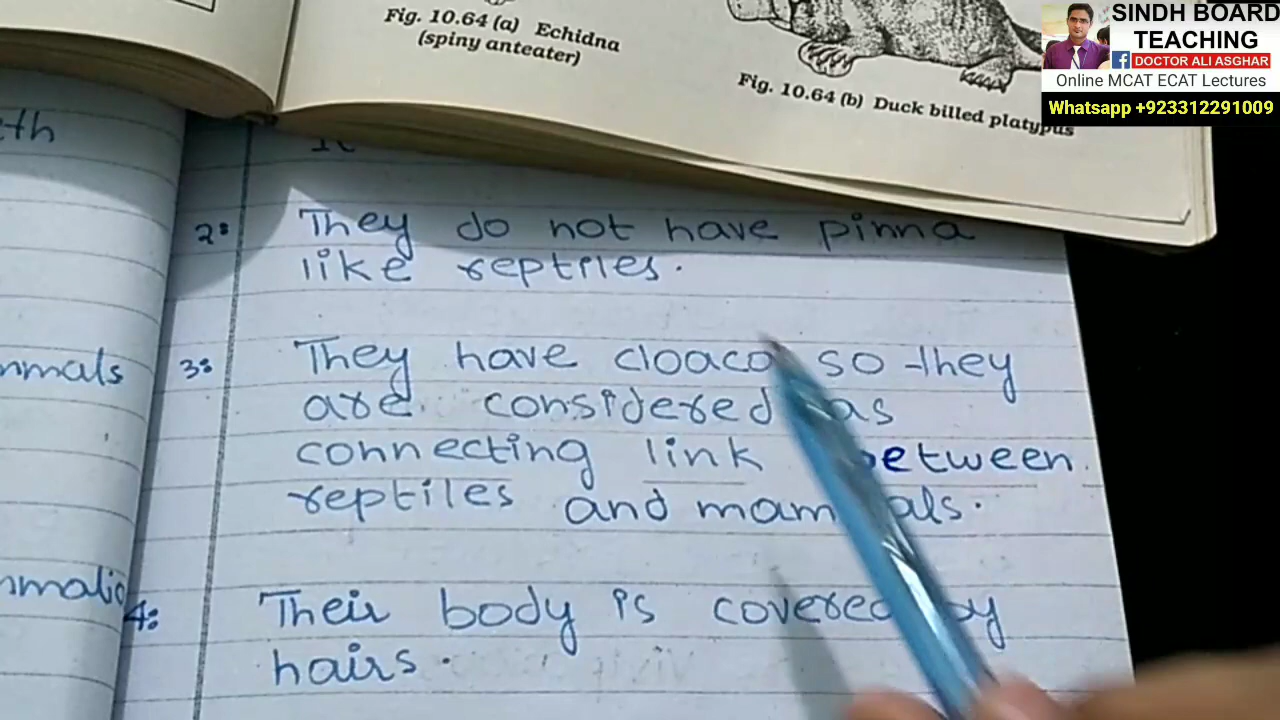 Fig. 10.64 (a) Echidna
(spiny anteater)
Fig. 10.64 (b) Duck billed platypus
SINDH BOARD
TEACHING
DOCTOR ALI ASGHAR
Online MCAT ECAT Lectures
Whatsapp +923312291009
2: They do not have pinna
like reptiles.
3: They have cloaca so they
are considered as
connecting link between
reptiles and mammals.
4: Their body is covered by
hairs.